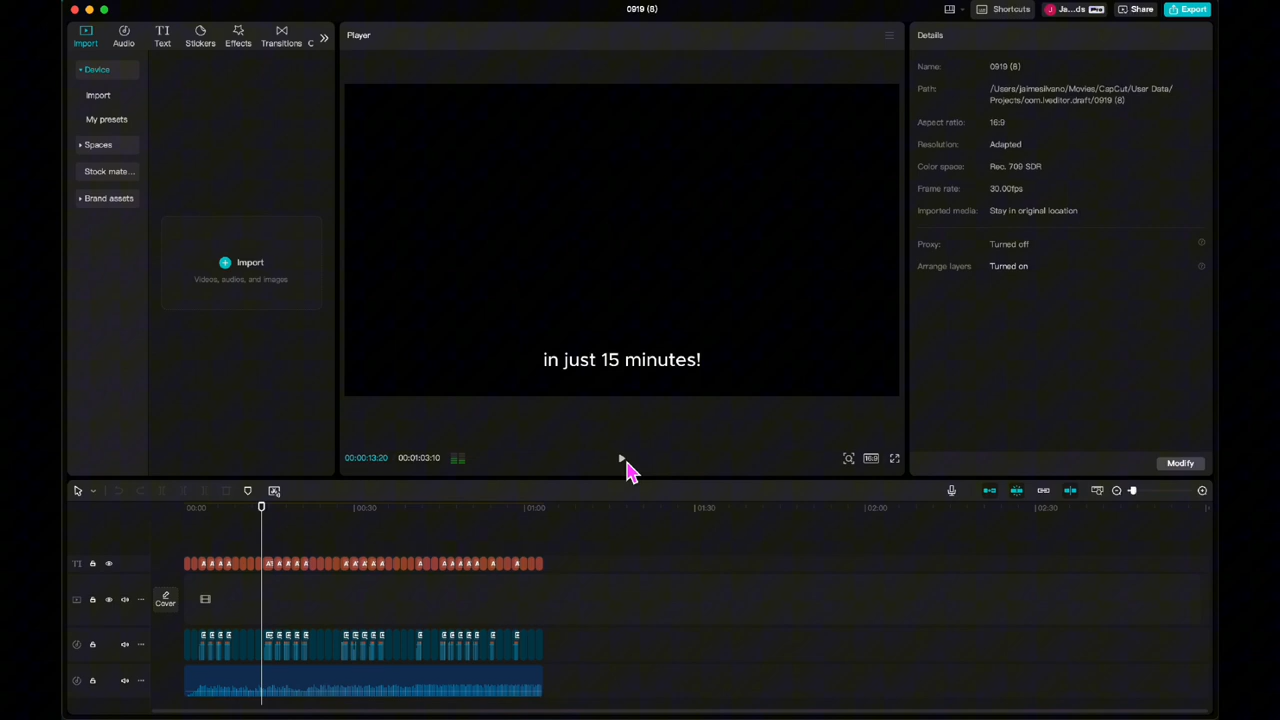 0919 (8)
Shortcuts
Ja...ds
Pro
Share
Export
Import
Audio
Text
Stickers
Effects
Transitions
C
Player
Details
Device
Import
My presets
Spaces
Stock mate...
Brand assets
Import
Videos, audios, and images
in just 15 minutes!
00:00:13:20
00:01:03:10
16:9
Name:
0919 (8)
Path:
/Users/jaimesilvano/Movies/CapCut/User Data/
Projects/com.lveditor.draft/0919 (8)
Aspect ratio:
16:9
Resolution:
Adapted
Color space:
Rec. 709 SDR
Frame rate:
30.00fps
Imported media:
Stay in original location
Proxy:
Turned off
Arrange layers
Turned on
Modify
00:00
00:30
01:00
01:30
02:00
02:30
TI
Cover